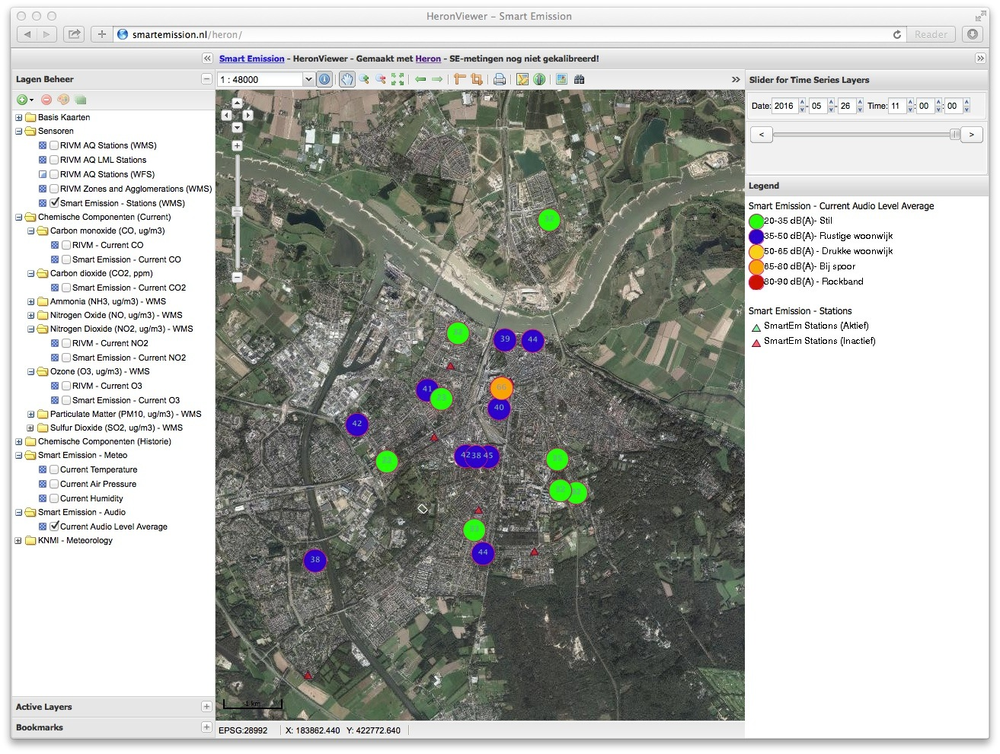 HeronViewer – Smart Emission
smartemission.nl/heron/
Reader
Smart Emission - HeronViewer - Gemaakt met Heron - SE-metingen nog niet gekalibreerd!
Lagen Beheer
Basis Kaarten
Sensoren
RIVM AQ Stations (WMS)
RIVM AQ LML Stations
RIVM AQ Stations (WFS)
RIVM Zones and Agglomerations (WMS)
Smart Emission - Stations (WMS)
Chemische Componenten (Current)
Carbon monoxide (CO, ug/m3)
RIVM - Current CO
Smart Emission - Current CO
Carbon dioxide (CO2, ppm)
Smart Emission - Current CO2
Ammonia (NH3, ug/m3) - WMS
Nitrogen Oxide (NO, ug/m3) - WMS
Nitrogen Dioxide (NO2, ug/m3) - WMS
RIVM - Current NO2
Smart Emission - Current NO2
Ozone (O3, ug/m3) - WMS
RIVM - Current O3
Smart Emission - Current O3
Particulate Matter (PM10, ug/m3) - WMS
Sulfur Dioxide (SO2, ug/m3) - WMS
Chemische Componenten (Historie)
Smart Emission - Meteo
Current Temperature
Current Air Pressure
Current Humidity
Smart Emission - Audio
Current Audio Level Average
KNMI - Meteorology
Active Layers
Bookmarks
1 : 48000
39
44
41
66
40
42
42 38 45
44
38
1 km
EPSG:28992 X: 183862.440 Y: 422772.640
Slider for Time Series Layers
Date: 2016 - 05 - 26 Time: 11 : 00 : 00
< >
Legend
Smart Emission - Current Audio Level Average
20-35 dB(A)- Stil
35-50 dB(A)- Rustige woonwijk
50-65 dB(A) - Drukke woonwijk
65-80 dB(A)- Bij spoor
80-90 dB(A) - Rockband
Smart Emission - Stations
SmartEm Stations (Aktief)
SmartEm Stations (Inactief)